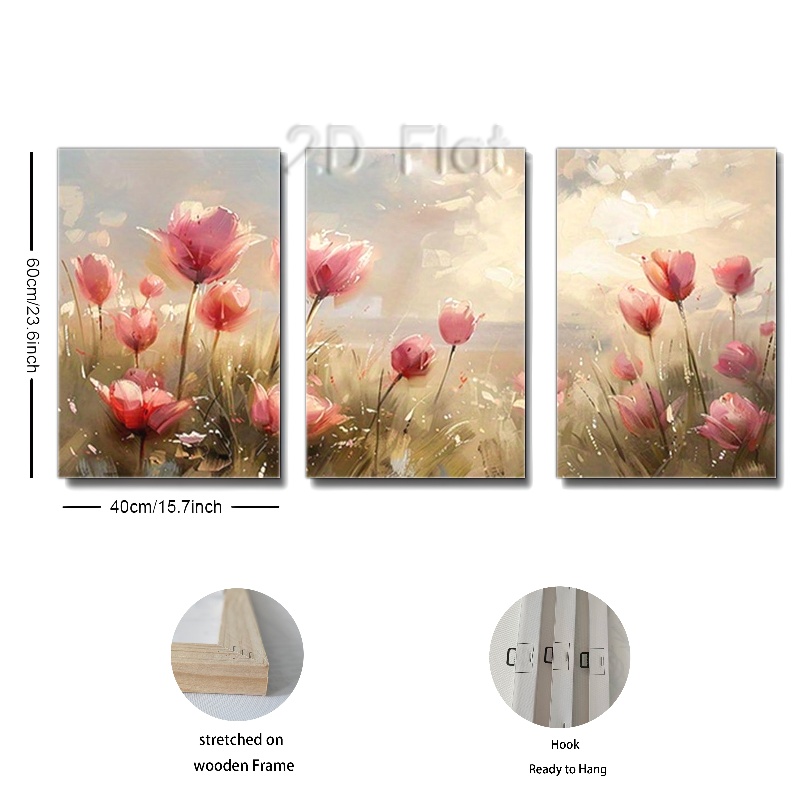 2D Flat
60cm/23.6inch
40cm/15.7inch
stretched on
wooden Frame
Hook
Ready to Hang